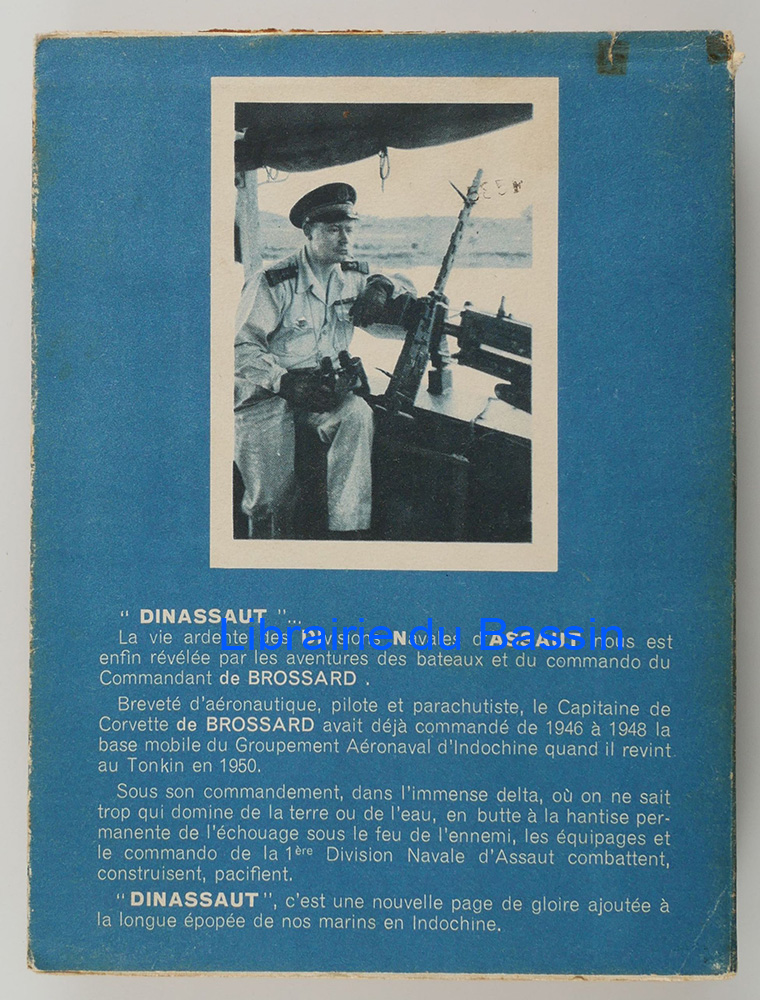 " DINASSAUT "...
La vie ardente des DIvisions Navales d'ASSAUT nous est
enfin révélée par les aventures des bateaux et du commando du
Commandant de BROSSARD .
Breveté d'aéronautique, pilote et parachutiste, le Capitaine de
Corvette de BROSSARD avait déjà commandé de 1946 à 1948 la
base mobile du Groupement Aéronaval d'Indochine quand il revint
au Tonkin en 1950.
Sous son commandement, dans l'immense delta, où on ne sait
trop qui domine de la terre ou de l'eau, en butte à la hantise per-
manente de l'échouage sous le feu de l'ennemi, les équipages et
le commando de la 1ère Division Navale d'Assaut combattent,
construisent, pacifient.
" DINASSAUT ", c'est une nouvelle page de gloire ajoutée à
la longue épopée de nos marins en Indochine.
Librairie du Bassin